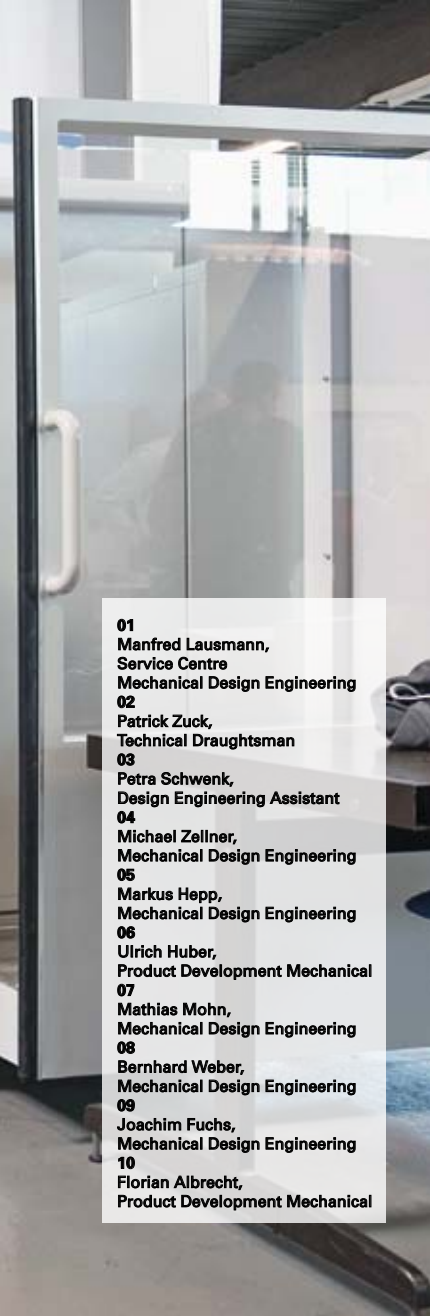 01
Manfred Lausmann,
Service Centre
Mechanical Design Engineering
02
Patrick Zuck,
Technical Draughtsman
03
Petra Schwenk,
Design Engineering Assistant
04
Michael Zellner,
Mechanical Design Engineering
05
Markus Hepp,
Mechanical Design Engineering
06
Ulrich Huber,
Product Development Mechanical
07
Mathias Mohn,
Mechanical Design Engineering
08
Bernhard Weber,
Mechanical Design Engineering
09
Joachim Fuchs,
Mechanical Design Engineering
10
Florian Albrecht,
Product Development Mechanical